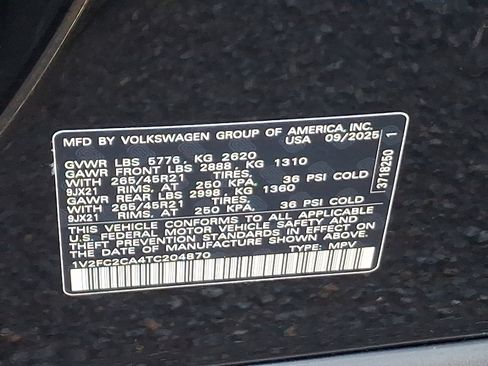 MFD BY VOLKSWAGEN GROUP OF AMERICA, INC.
USA 09/2025
GVWR LBS 5776, KG 2620
GAWR FRONT LBS 2888, KG 1310
WITH 265/45R21 TIRES,
9JX21 RIMS, AT 250 KPA, 36 PSI COLD
GAWR REAR LBS 2998, KG 1360
WITH 265/45R21 TIRES,
9JX21 RIMS, AT 250 KPA, 36 PSI COLD
THIS VEHICLE CONFORMS TO ALL APPLICABLE
U.S. FEDERAL MOTOR VEHICLE SAFETY AND
THEFT PREVENTION STANDARDS IN EFFECT ON
THE DATE OF MANUFACTURE SHOWN ABOVE.
1V2FC2CA4TC204870 TYPE: MPV
3718250 1